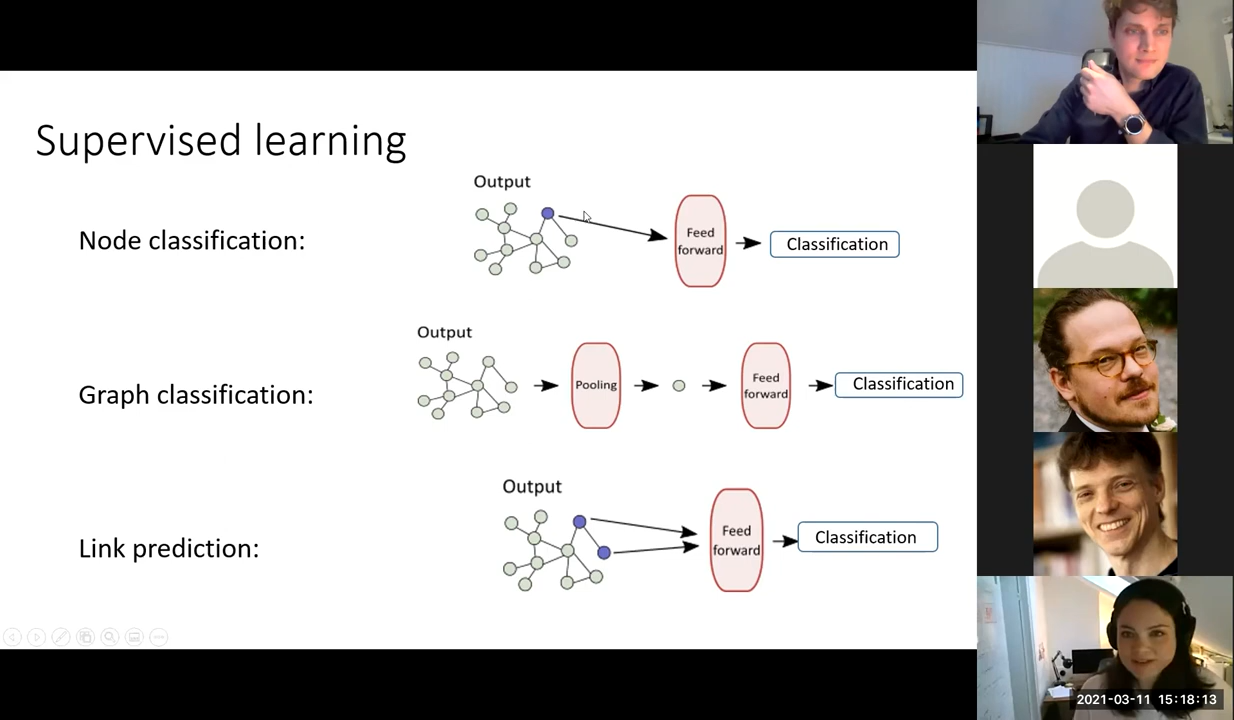 Supervised learning
Output
Node classification:
Feed
forward
Classification
Output
Graph classification:
Pooling
Feed
forward
Classification
Output
Link prediction:
Feed
forward
Classification
2021-03-11 15:18:13